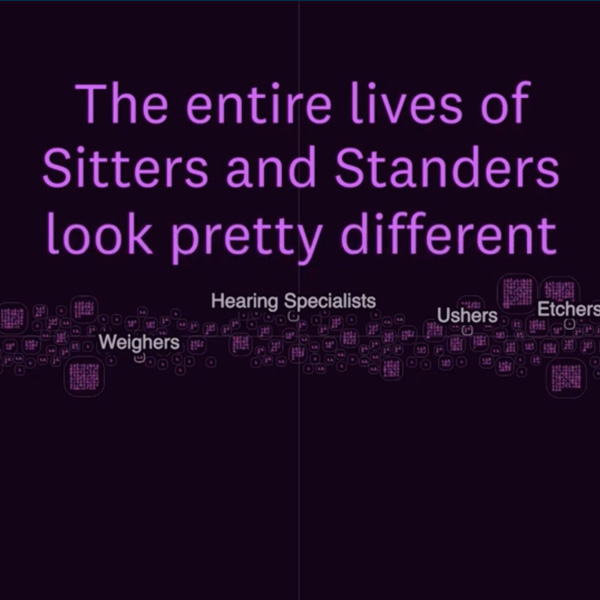 The entire lives of
Sitters and Standers
look pretty different
Hearing Specialists
Ushers
Etchers
Weighers